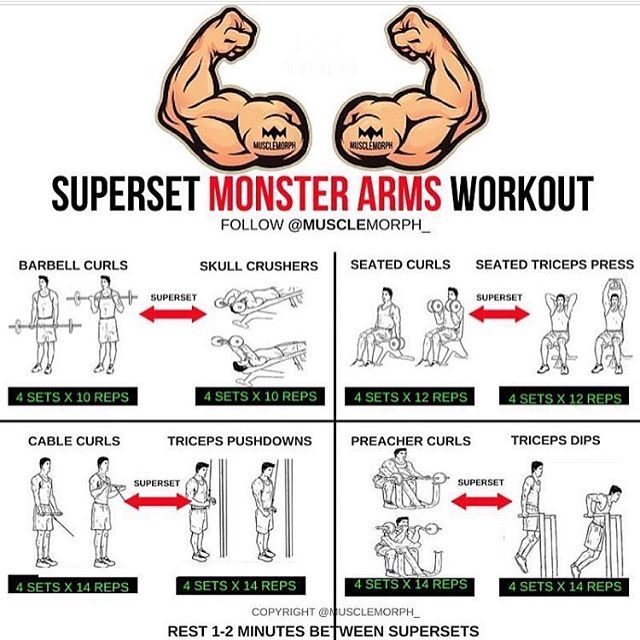 MUSCLEMORPH
MUSCLEMORPH
SUPERSET MONSTER ARMS WORKOUT
FOLLOW @MUSCLEMORPH_
BARBELL CURLS
SUPERSET
SKULL CRUSHERS
4 SETS X 10 REPS
4 SETS X 10 REPS
SEATED CURLS
SUPERSET
SEATED TRICEPS PRESS
4 SETS X 12 REPS
4 SETS X 12 REPS
CABLE CURLS
SUPERSET
TRICEPS PUSHDOWNS
4 SETS X 14 REPS
4 SETS X 14 REPS
PREACHER CURLS
SUPERSET
TRICEPS DIPS
4 SETS X 14 REPS
4 SETS X 14 REPS
COPYRIGHT @MUSCLEMORPH_
REST 1-2 MINUTES BETWEEN SUPERSETS